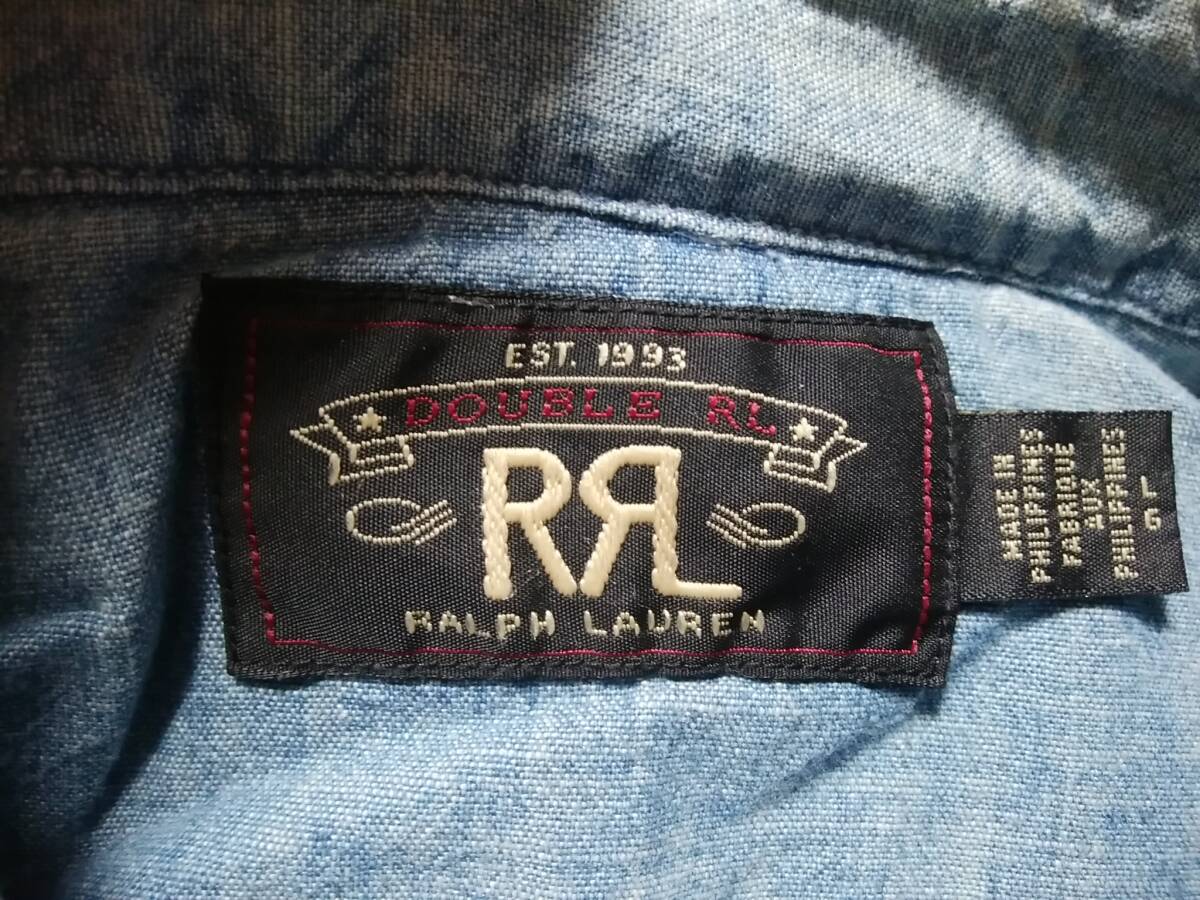 EST. 1993
DOUBLE RL
RRL
RALPH LAUREN
MADE IN
PHILIPPINES
FABRIQUE
AUX
PHILIPPINES